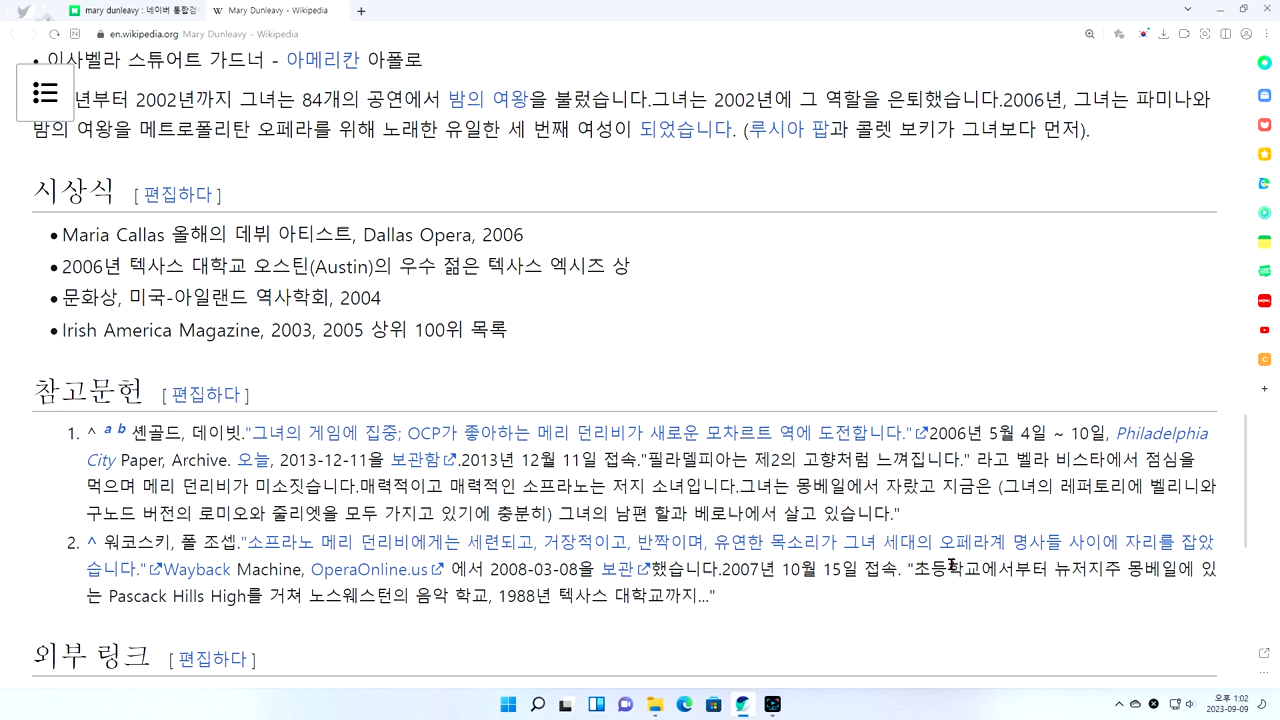 mary dunleavy : 네이버 통합검
Mary Dunleavy - Wikipedia
en.wikipedia.org Mary Dunleavy - Wikipedia
• 이사벨라 스튜어트 가드너 - 아메리칸 아폴로
년부터 2002년까지 그녀는 84개의 공연에서 밤의 여왕을 불렀습니다.그녀는 2002년에 그 역할을 은퇴했습니다.2006년, 그녀는 파미나와
밤의 여왕을 메트로폴리탄 오페라를 위해 노래한 유일한 세 번째 여성이 되었습니다. (루시아 팝과 콜렛 보키가 그녀보다 먼저).
시상식 [ 편집하다 ]
• Maria Callas 올해의 데뷔 아티스트, Dallas Opera, 2006
• 2006년 텍사스 대학교 오스틴(Austin)의 우수 젊은 텍사스 엑시즈 상
• 문화상, 미국-아일랜드 역사학회, 2004
• Irish America Magazine, 2003, 2005 상위 100위 목록
참고문헌 [ 편집하다 ]
1. ^ a b 셴골드, 데이빗."그녀의 게임에 집중; OCP가 좋아하는 메리 던리비가 새로운 모차르트 역에 도전합니다."2006년 5월 4일 ~ 10일, Philadelphia
City Paper, Archive. 오늘, 2013-12-11을 보관함.2013년 12월 11일 접속."필라델피아는 제2의 고향처럼 느껴집니다." 라고 벨라 비스타에서 점심을
먹으며 메리 던리비가 미소짓습니다.매력적이고 매력적인 소프라노는 저지 소녀입니다.그녀는 몽베일에서 자랐고 지금은 (그녀의 레퍼토리에 벨리니와
구노드 버전의 로미오와 줄리엣을 모두 가지고 있기에 충분히) 그녀의 남편 할과 베로나에서 살고 있습니다."
2. ^ 워코스키, 폴 조셉."소프라노 메리 던리비에게는 세련되고, 거장적이고, 반짝이며, 유연한 목소리가 그녀 세대의 오페라계 명사들 사이에 자리를 잡았
습니다."Wayback Machine, OperaOnline.us 에서 2008-03-08을 보관했습니다.2007년 10월 15일 접속. "초등학교에서부터 뉴저지주 몽베일에 있
는 Pascack Hills High를 거쳐 노스웨스턴의 음악 학교, 1988년 텍사스 대학교까지..."
외부 링크 [ 편집하다 ]
오후 1:02
2023-09-09